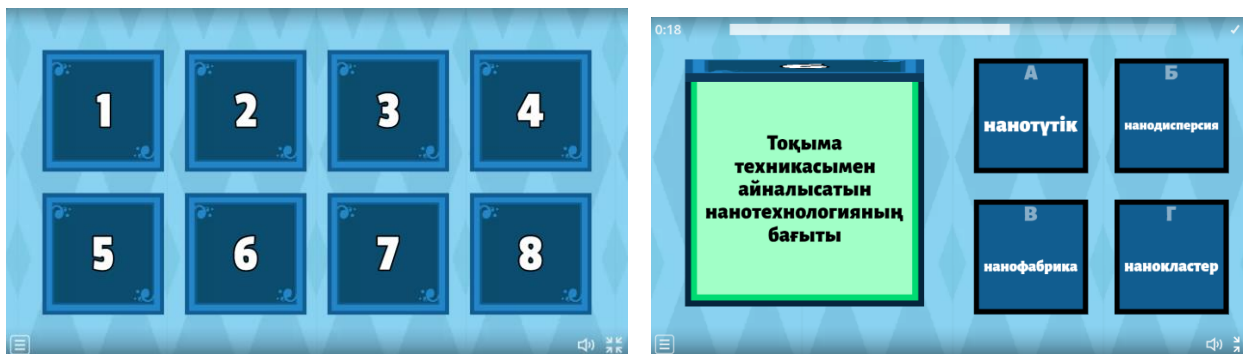 1
2
3
4
5
6
7
8
0:18
Тоқыма
техникасымен
айналысатын
нанотехнологияның
бағыты
А
нанотүтік
Б
нанодисперсия
В
нанофабрика
Г
нанокластер